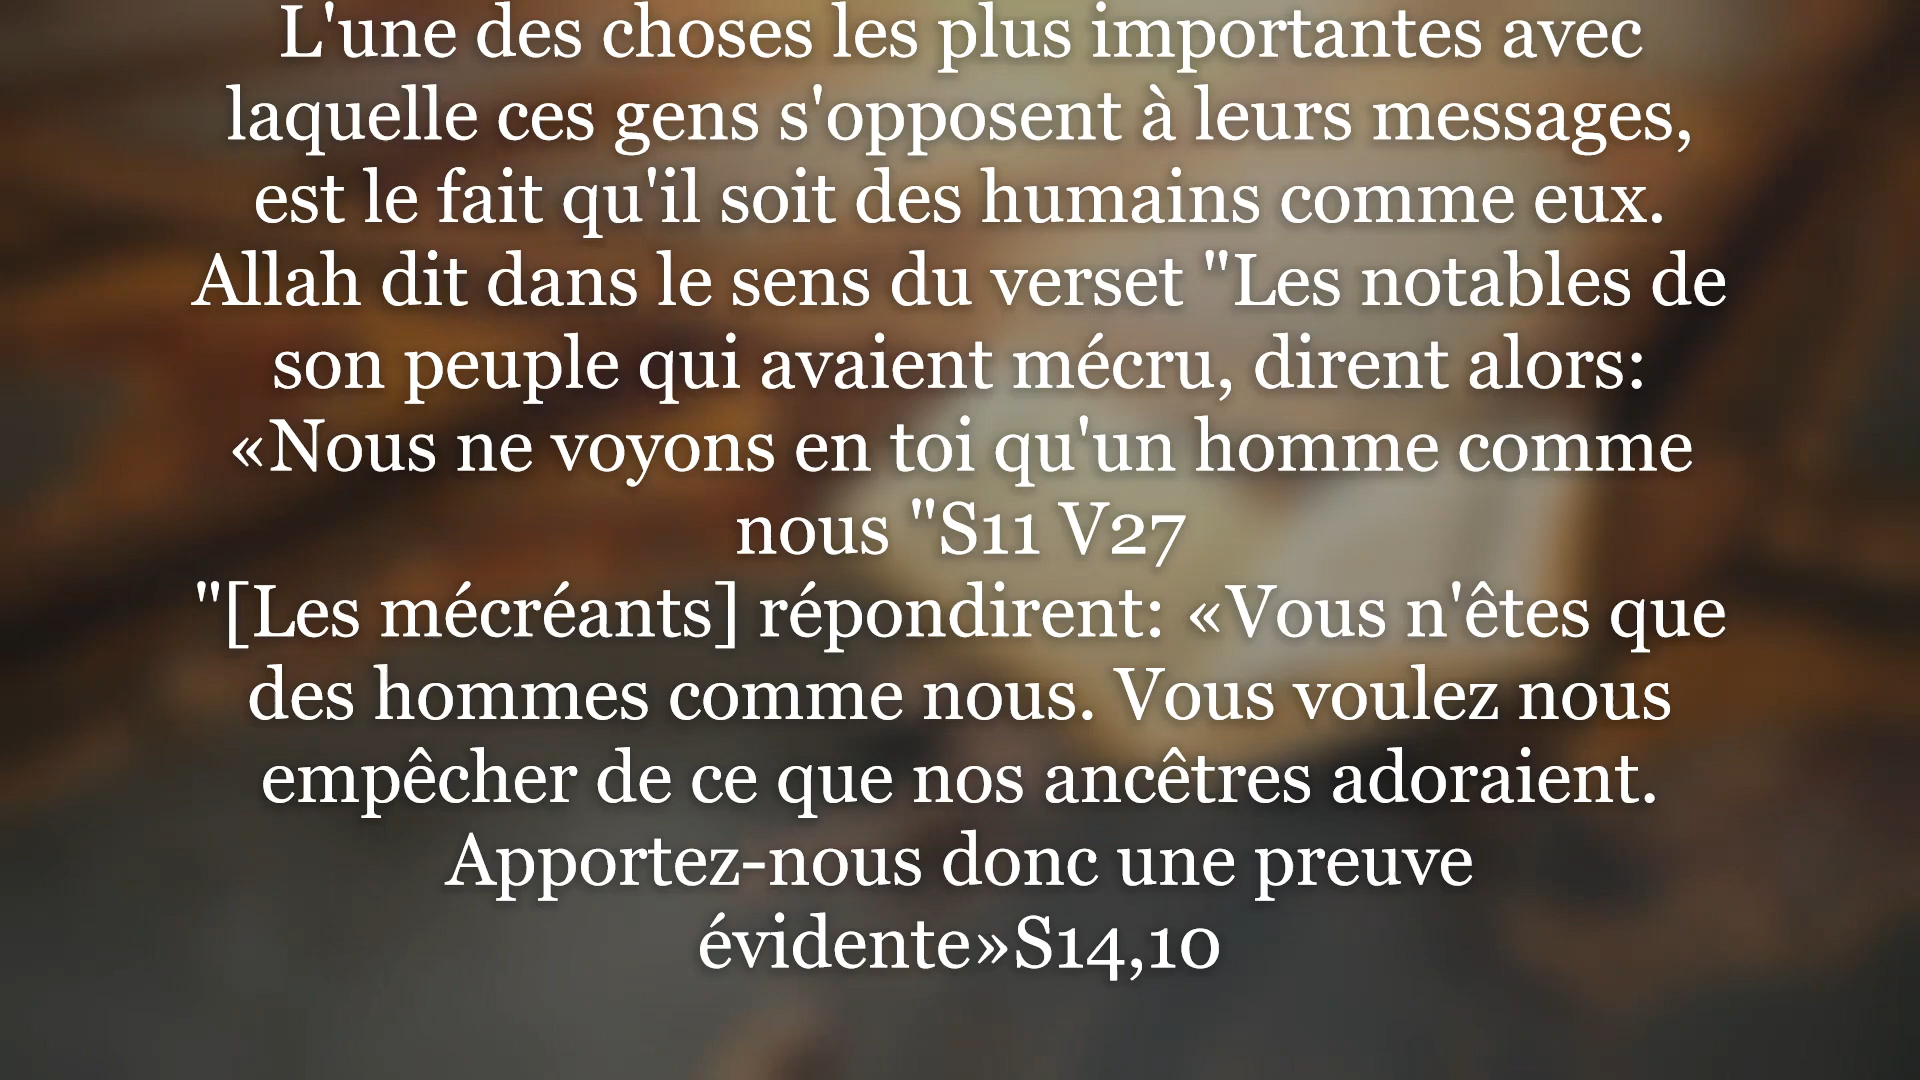 L'une des choses les plus importantes avec
laquelle ces gens s'opposent à leurs messages,
est le fait qu'il soit des humains comme eux.
Allah dit dans le sens du verset "Les notables de
son peuple qui avaient mécru, dirent alors:
«Nous ne voyons en toi qu'un homme comme
nous "S11 V27
"[Les mécréants] répondirent: «Vous n'êtes que
des hommes comme nous. Vous voulez nous
empêcher de ce que nos ancêtres adoraient.
Apportez-nous donc une preuve
évidente»S14,10